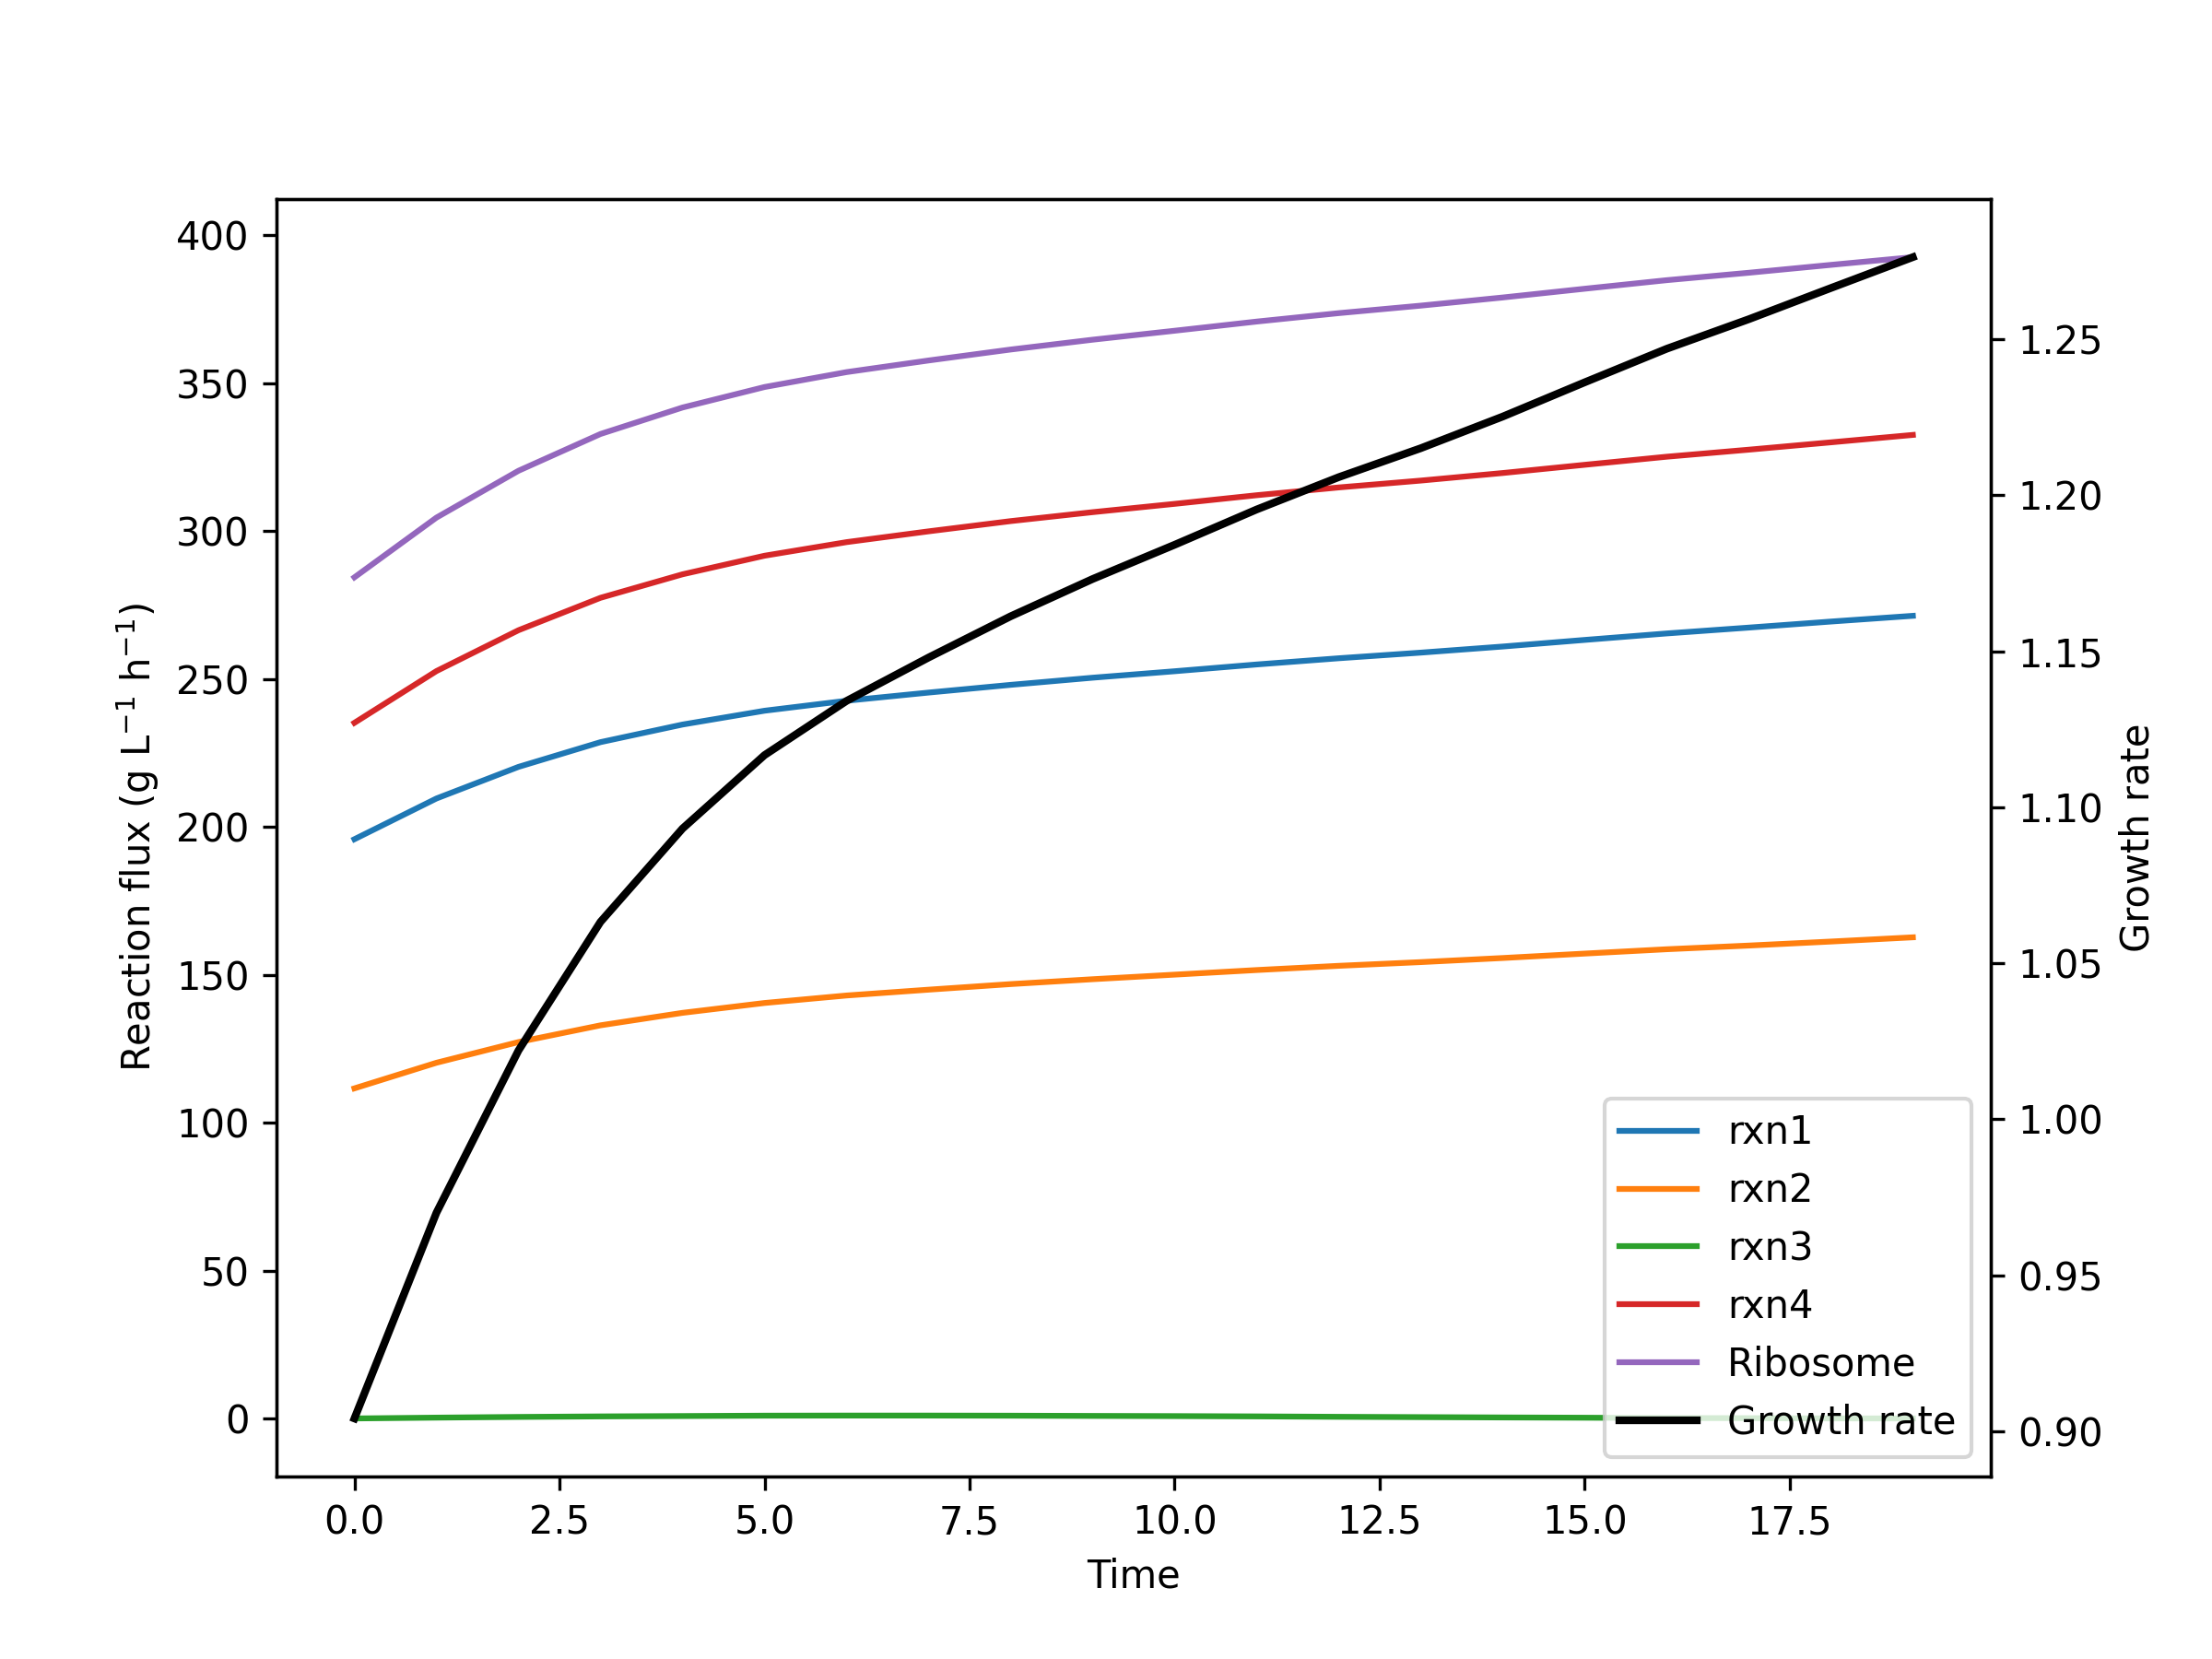 400
350
300
250
200
150
100
50
0
Reaction flux (g L⁻¹ h⁻¹)
1.25
1.20
1.15
1.10
1.05
1.00
0.95
0.90
Growth rate
rxn1
rxn2
rxn3
rxn4
Ribosome
Growth rate
0.0 2.5 5.0 7.5 10.0 12.5 15.0 17.5
Time